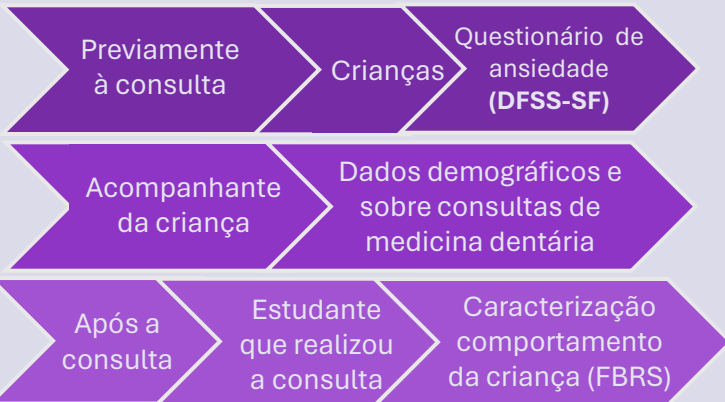 Previamente
à consulta
Crianças
Questionário de
ansiedade
(DFSS-SF)
Acompanhante
da criança
Dados demográficos e
sobre consultas de
medicina dentária
Após a
consulta
Estudante
que realizou
a consulta
Caracterização
comportamento
da criança (FBRS)